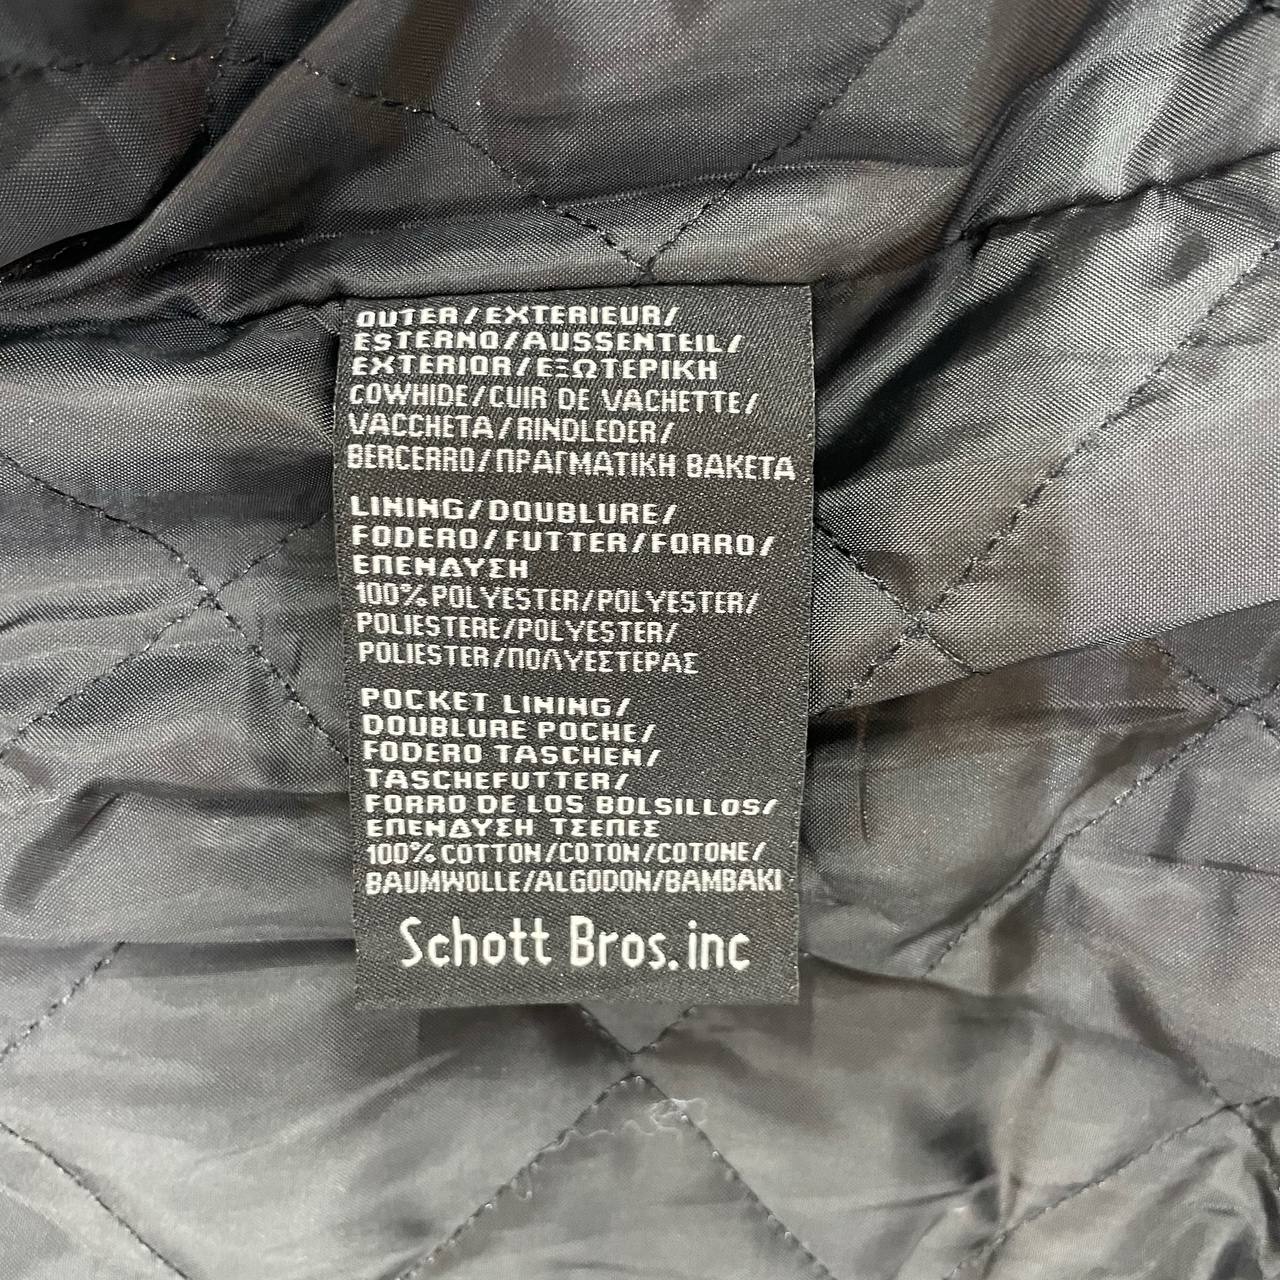 OUTER/EXTERIEUR/
ESTERNO/AUSSENTEIL/
EXTERIOR/ΕΞΩΤΕΡΙΚΗ
COWHIDE/CUIR DE VACHETTE/
VACCHETA/RINDLEDER/
BERCERRO/ΠΡΑΓΜΑΤΙΚΗ ΒΑΚΕΤΑ
LINING/DOUBLURE/
FODERO/FUTTER/FORRO/
ΕΠΕΝΔΥΣΗ
100% POLYESTER/POLYESTER/
POLIESTERE/POLYESTER/
POLIESTER/ΠΟΛΥΕΣΤΕΡΑΣ
POCKET LINING/
DOUBLURE POCHE/
FODERO TASCHEN/
TASCHEFUTTER/
FORRO DE LOS BOLSILLOS/
ΕΠΕΝΔΥΣΗ ΤΣΕΠΕΣ
100% COTTON/COTON/COTONE/
BAUMWOLLE/ALGODON/BAMBAKI
Schott Bros.inc